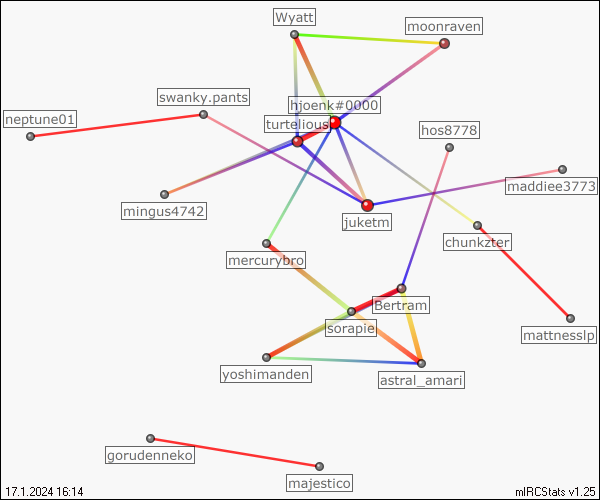 Wyatt
moonraven
swanky.pants
hjoenk#0000
neptune01
turtelious
hos8778
maddiee3773
mingus4742
juketm
chunkzter
mercurybro
Bertram
sorapie
mattnesslp
yoshimanden
astral_amari
gorudenneko
majestico
17.1.2024 16:14
mIRCStats v1.25